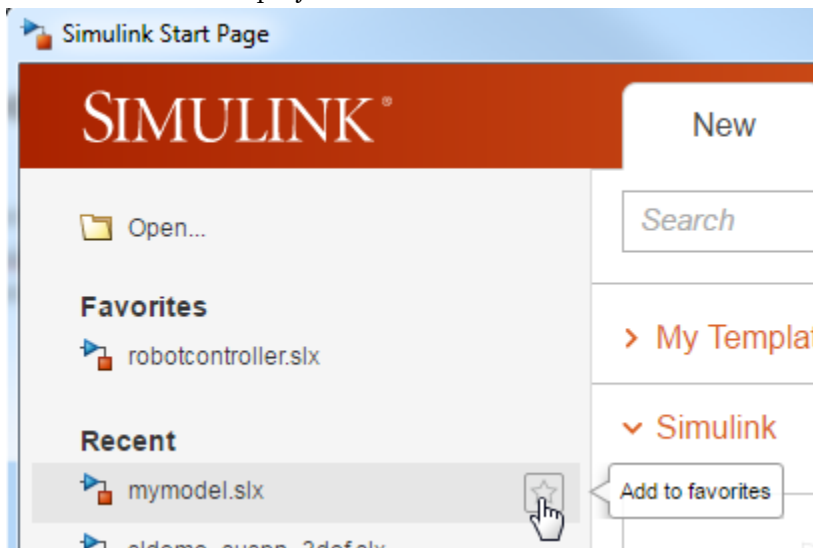 Simulink Start Page
SIMULINK®
New
Open...
Search
Favorites
robotcontroller.slx
My Templat
Simulink
Recent
mymodel.slx
Add to favorites